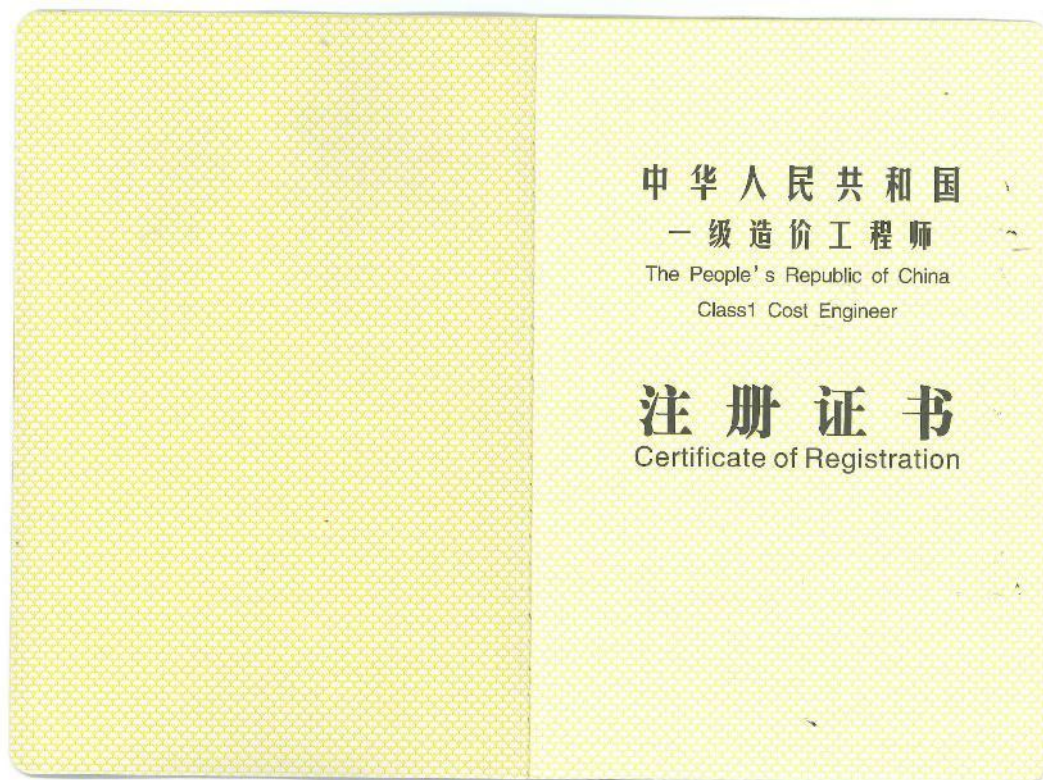 中华人民共和国
一级造价工程师
The People's Republic of China
Class1 Cost Engineer
注册证书
Certificate of Registration